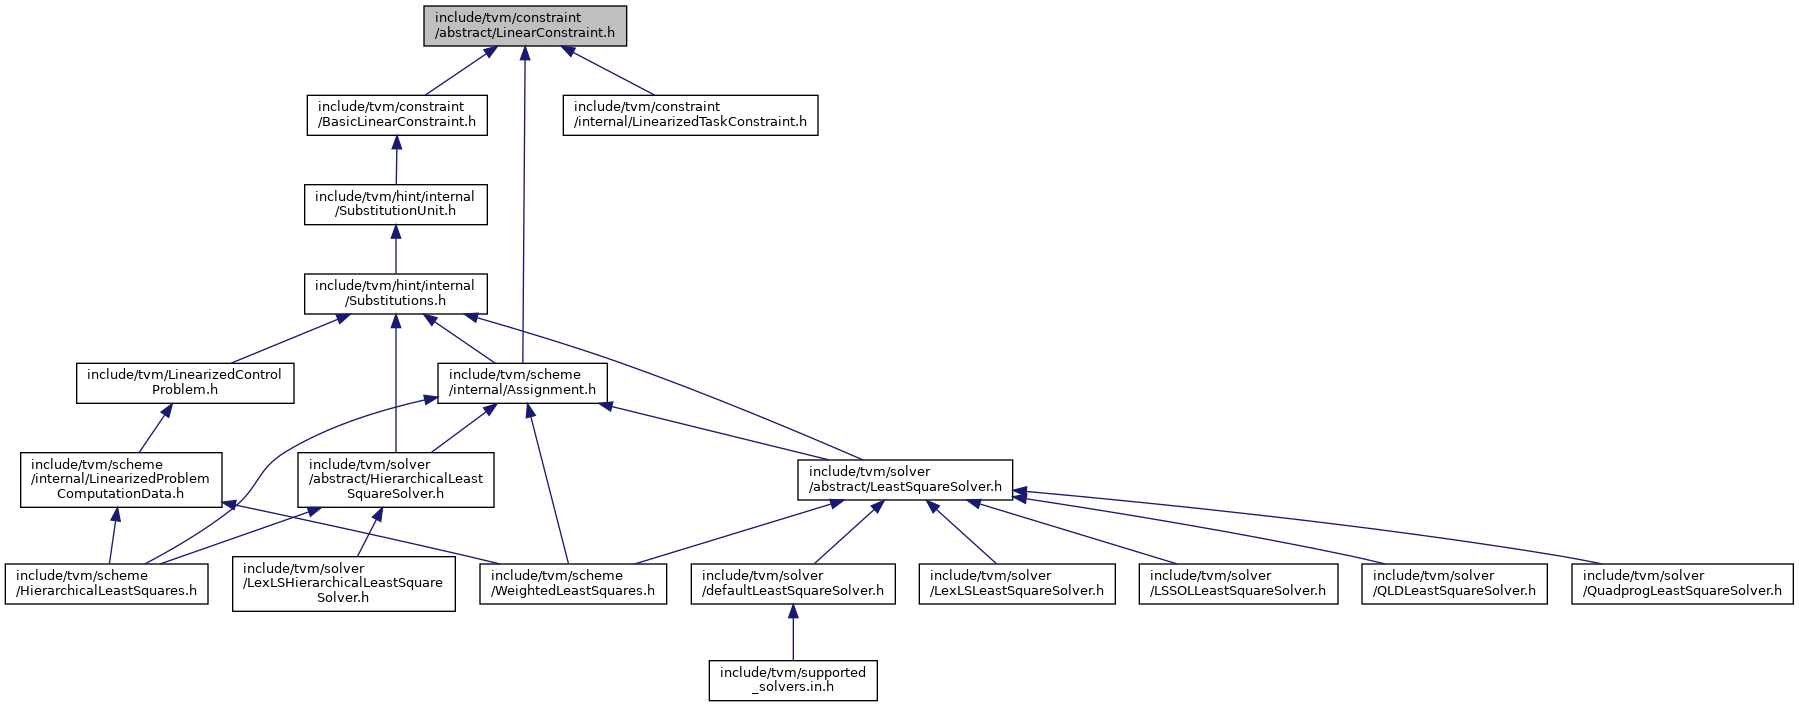 include/tvm/constraint
/abstract/LinearConstraint.h
include/tvm/constraint
/BasicLinearConstraint.h
include/tvm/constraint
/internal/LinearizedTaskConstraint.h
include/tvm/hint/internal
/SubstitutionUnit.h
include/tvm/hint/internal
/Substitutions.h
include/tvm/LinearizedControl
Problem.h
include/tvm/scheme
/internal/Assignment.h
include/tvm/scheme
/internal/LinearizedProblem
ComputationData.h
include/tvm/solver
/abstract/HierarchicalLeast
SquareSolver.h
include/tvm/solver
/abstract/LeastSquareSolver.h
include/tvm/scheme
/HierarchicalLeastSquares.h
include/tvm/solver
/LexLSHierarchicalLeastSquare
Solver.h
include/tvm/scheme
/WeightedLeastSquares.h
include/tvm/solver
/defaultLeastSquareSolver.h
include/tvm/solver
/LexLSLeastSquareSolver.h
include/tvm/solver
/LSSOLLeastSquareSolver.h
include/tvm/solver
/QLDLeastSquareSolver.h
include/tvm/solver
/QuadprogLeastSquareSolver.h
include/tvm/supported
_solvers.in.h